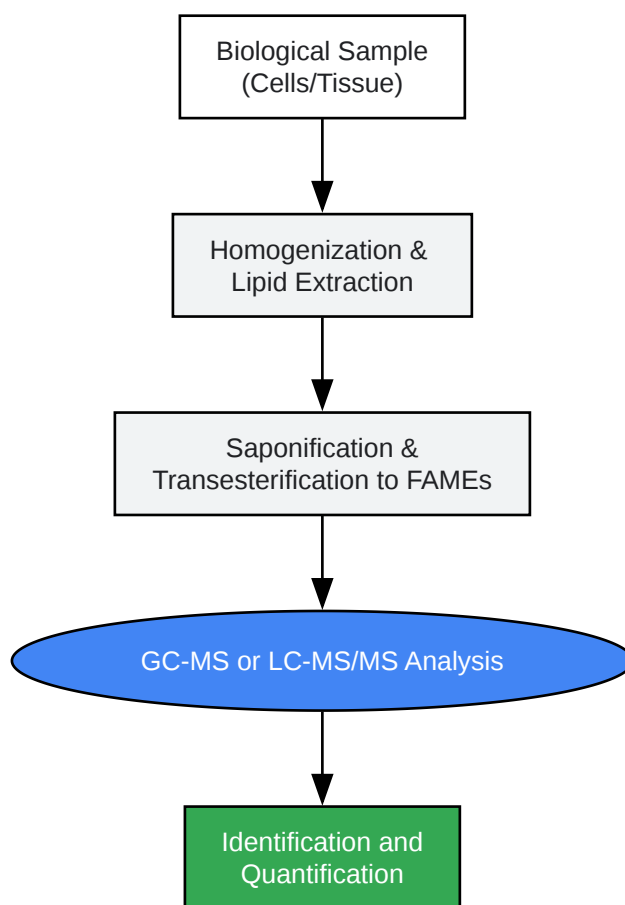 Biological Sample
(Cells/Tissue)
Homogenization &
Lipid Extraction
Saponification &
Transesterification to FAMEs
GC-MS or LC-MS/MS Analysis
Identification and
Quantification